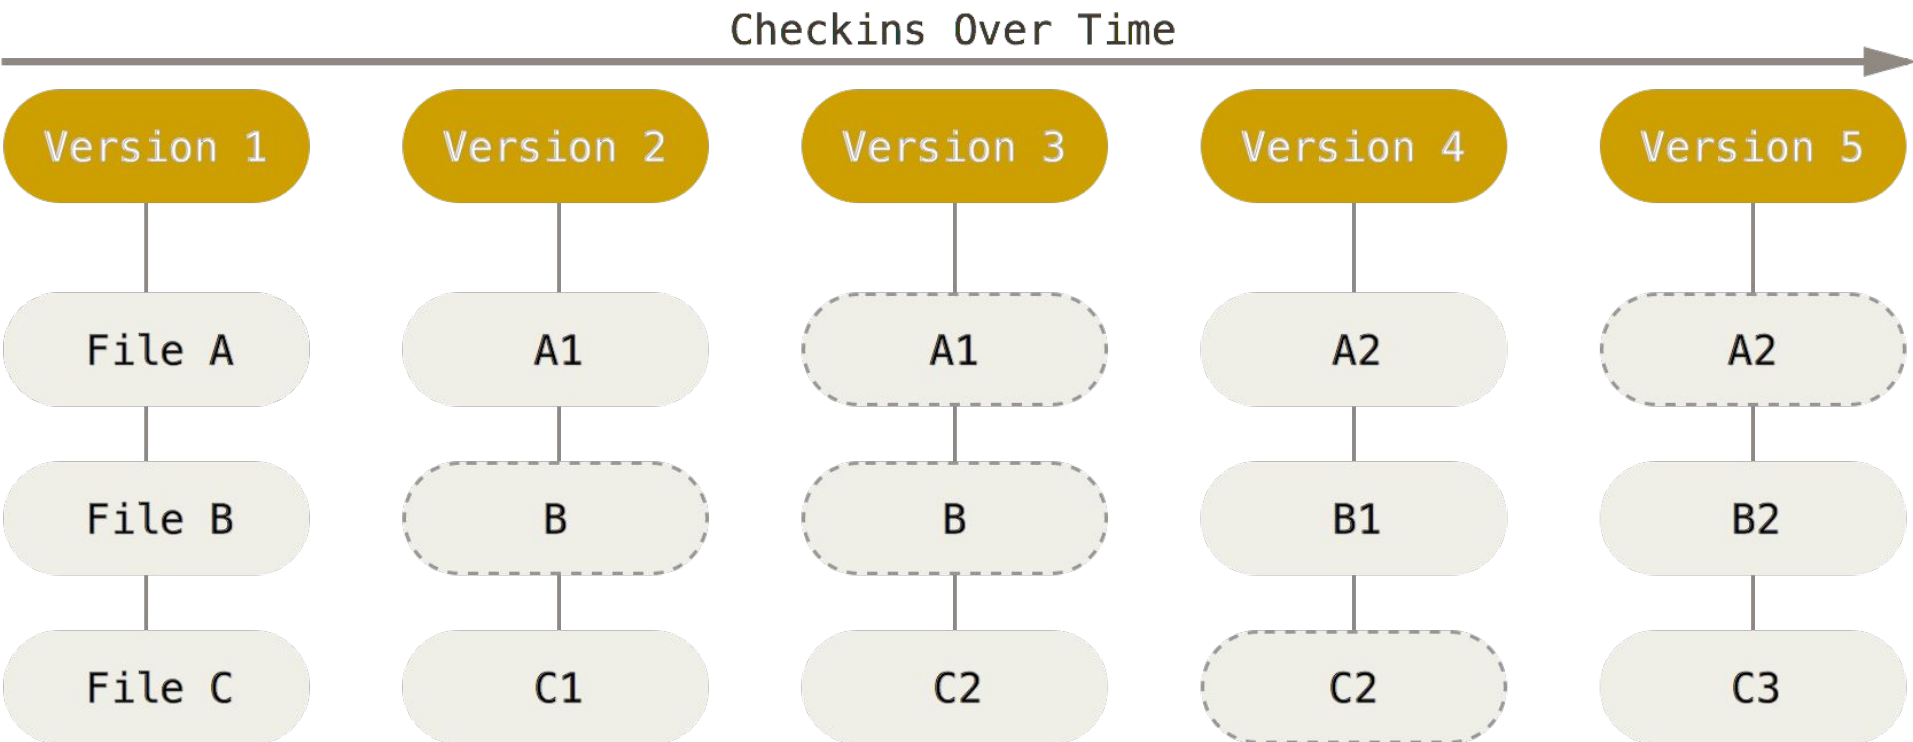 Checkins Over Time
Version 1 Version 2 Version 3 Version 4 Version 5
File A A1 A1 A2 A2
File B B B B1 B2
File C C1 C2 C2 C3